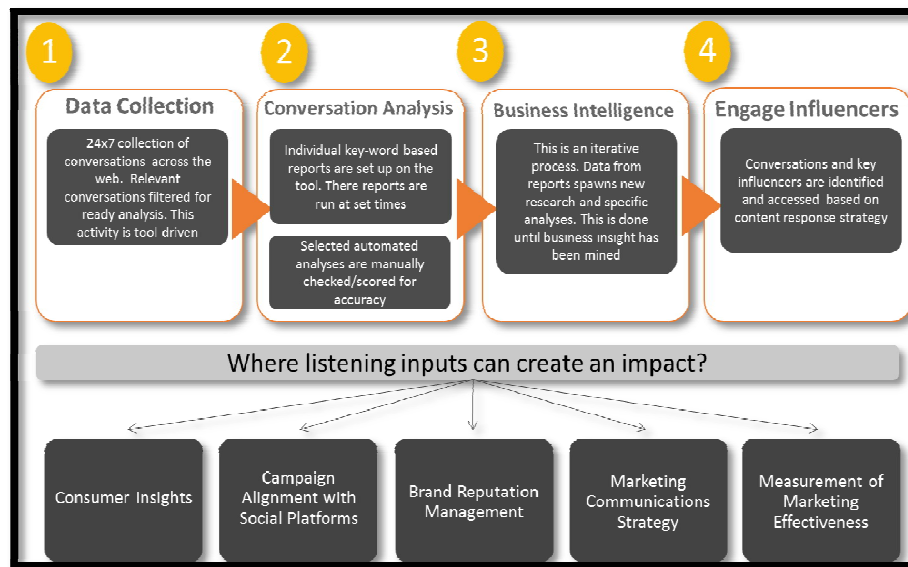 1
Data Collection
24x7 collection of
conversations across the
web. Relevant
conversations filtered for
ready analysis. This
activity is tool driven
2
Conversation Analysis
Individual key-word based
reports are set up on the
tool. There reports are
run at set times
Selected automated
analyses are manually
checked/scored for
accuracy
3
Business Intelligence
This is an iterative
process. Data from
reports spawns new
research and specific
analyses. This is done
until business insight has
been mined
4
Engage Influencers
Conversations and key
influencers are identified
and accessed based on
content response strategy
Where listening inputs can create an impact?
Consumer Insights
Campaign
Alignment with
Social Platforms
Brand Reputation
Management
Marketing
Communications
Strategy
Measurement of
Marketing
Effectiveness